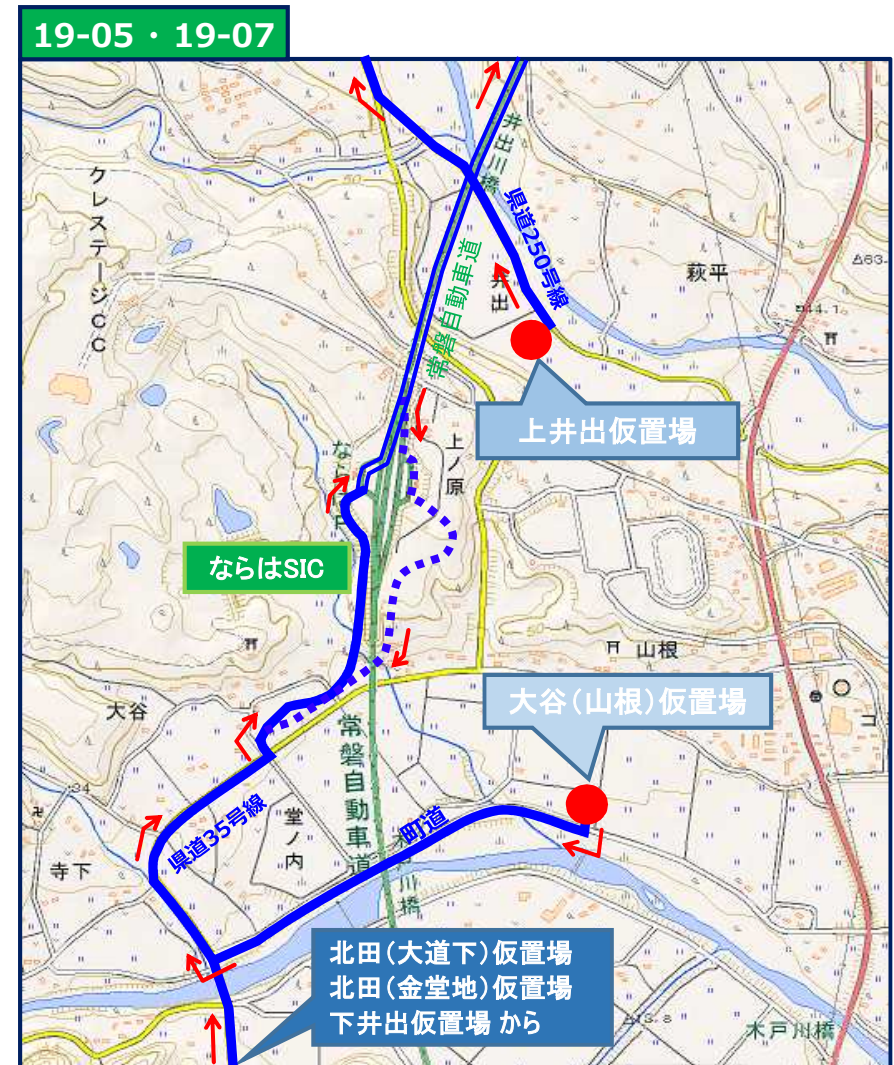 19-05・19-07
井出川橋
クレステージCC
県道250号線
常磐自動車道
井出
萩平
上井出仮置場
上ノ原
ならはSIC
山根
大谷
大谷（山根）仮置場
常磐自動車道
堂ノ内
県道35号線
町道
寺下
北田（大道下）仮置場
北田（金堂地）仮置場
下井出仮置場 から
木戸川橋